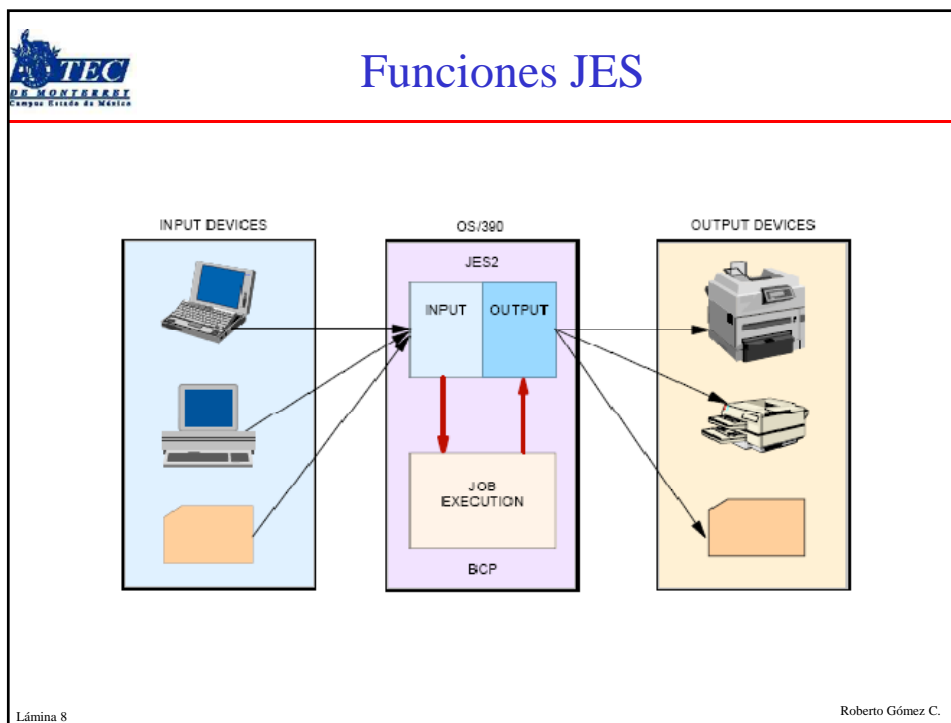 TEC
DE MONTERREY
Campus Estado de México
Funciones JES
INPUT DEVICES
OS/390
OUTPUT DEVICES
JES2
INPUT
OUTPUT
JOB
EXECUTION
BCP
Lámina 8
Roberto Gómez C.